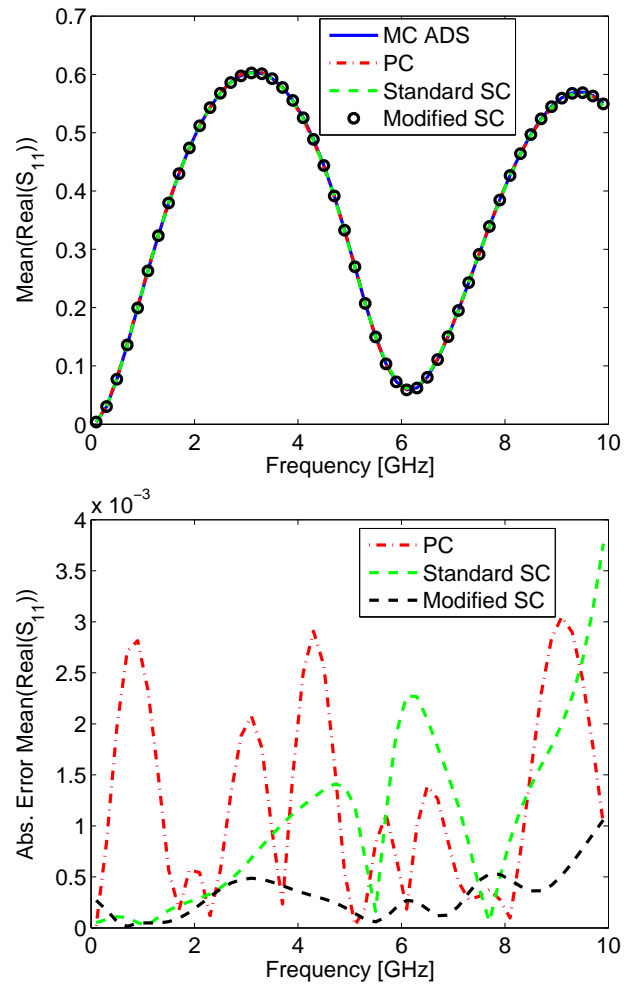 0.7
0.6
0.5
0.4
0.3
0.2
0.1
0
Mean(Real(S11))
MC ADS
PC
Standard SC
Modified SC
0 2 4 6 8 10
Frequency [GHz]
x 10−3
4
3.5
3
2.5
2
1.5
1
0.5
0
Abs. Error Mean(Real(S11))
PC
Standard SC
Modified SC
0 2 4 6 8 10
Frequency [GHz]